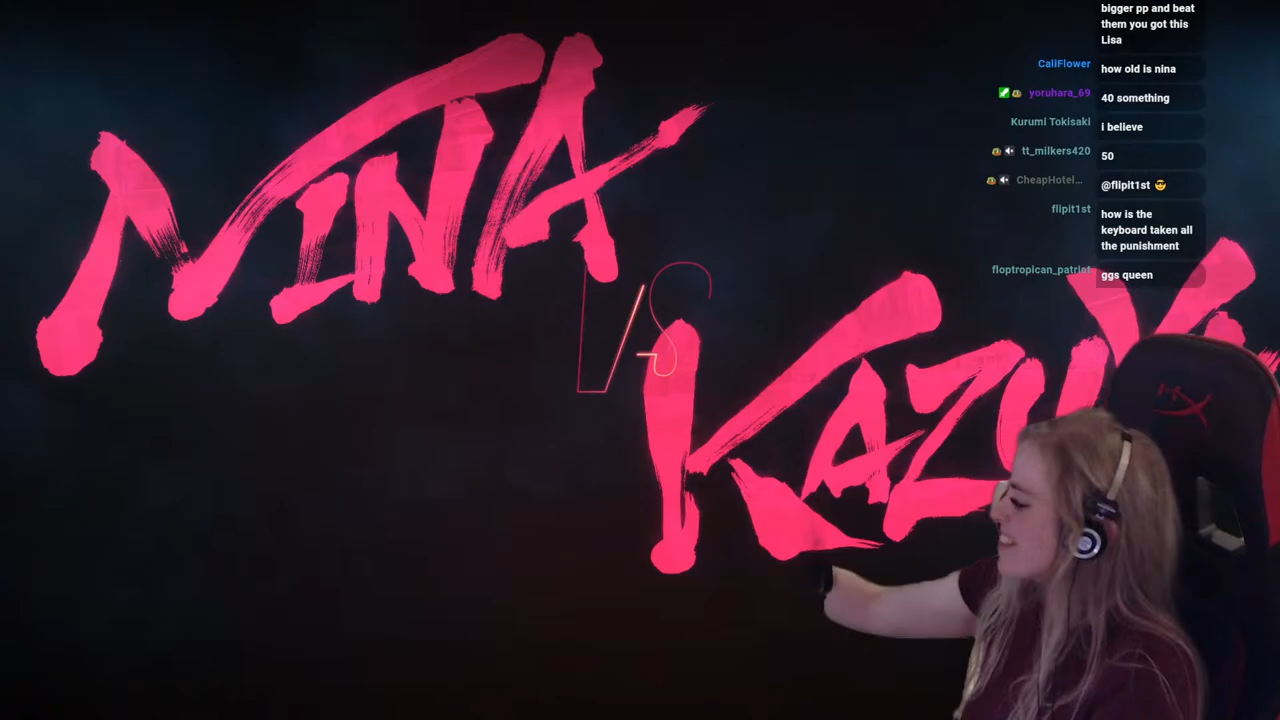 bigger pp and beat
them you got this
Lisa
CaliFlower
how old is nina
yoruhara_69
40 something
Kurumi Tokisaki
i believe
tt_milkers420
50
CheapHotel...
@flipit1st 😎
flipit1st
how is the
keyboard taken all
the punishment
floptropican_patriot
ggs queen
NINA
VS
KAZUY